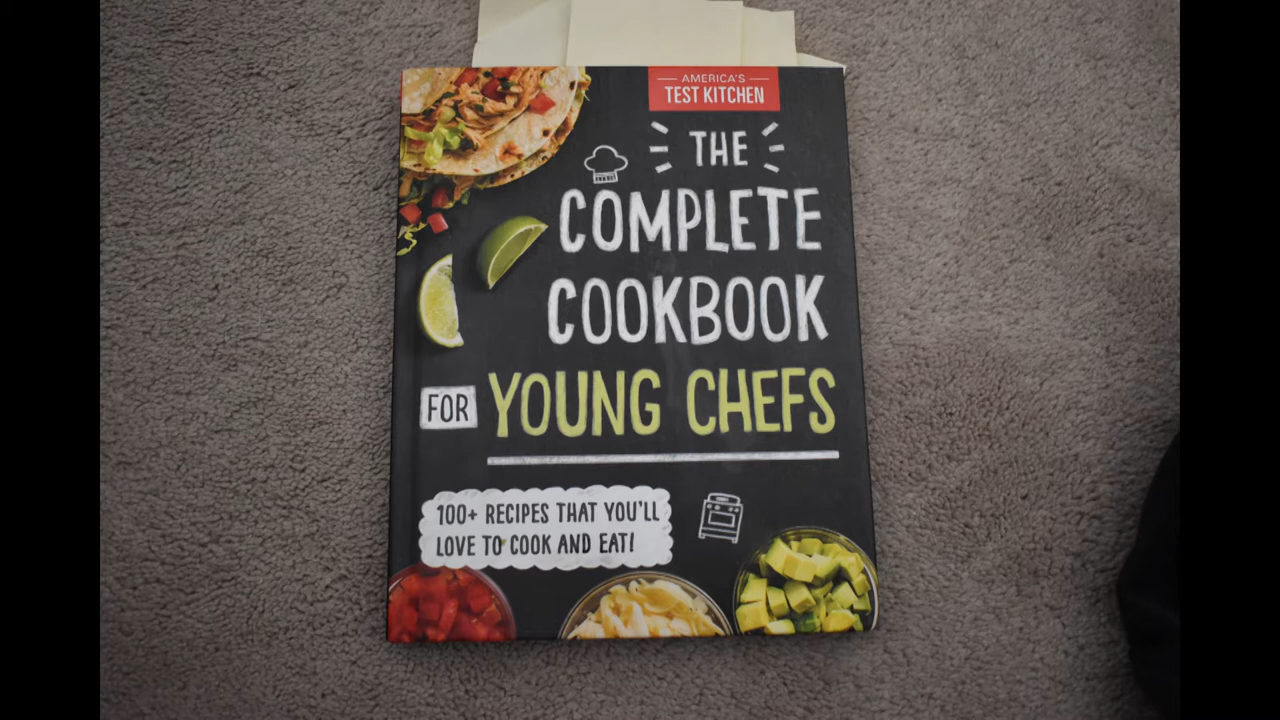 AMERICA'S
TEST KITCHEN
THE
COMPLETE
COOKBOOK
FOR YOUNG CHEFS
100+ RECIPES THAT YOU'LL
LOVE TO COOK AND EAT!